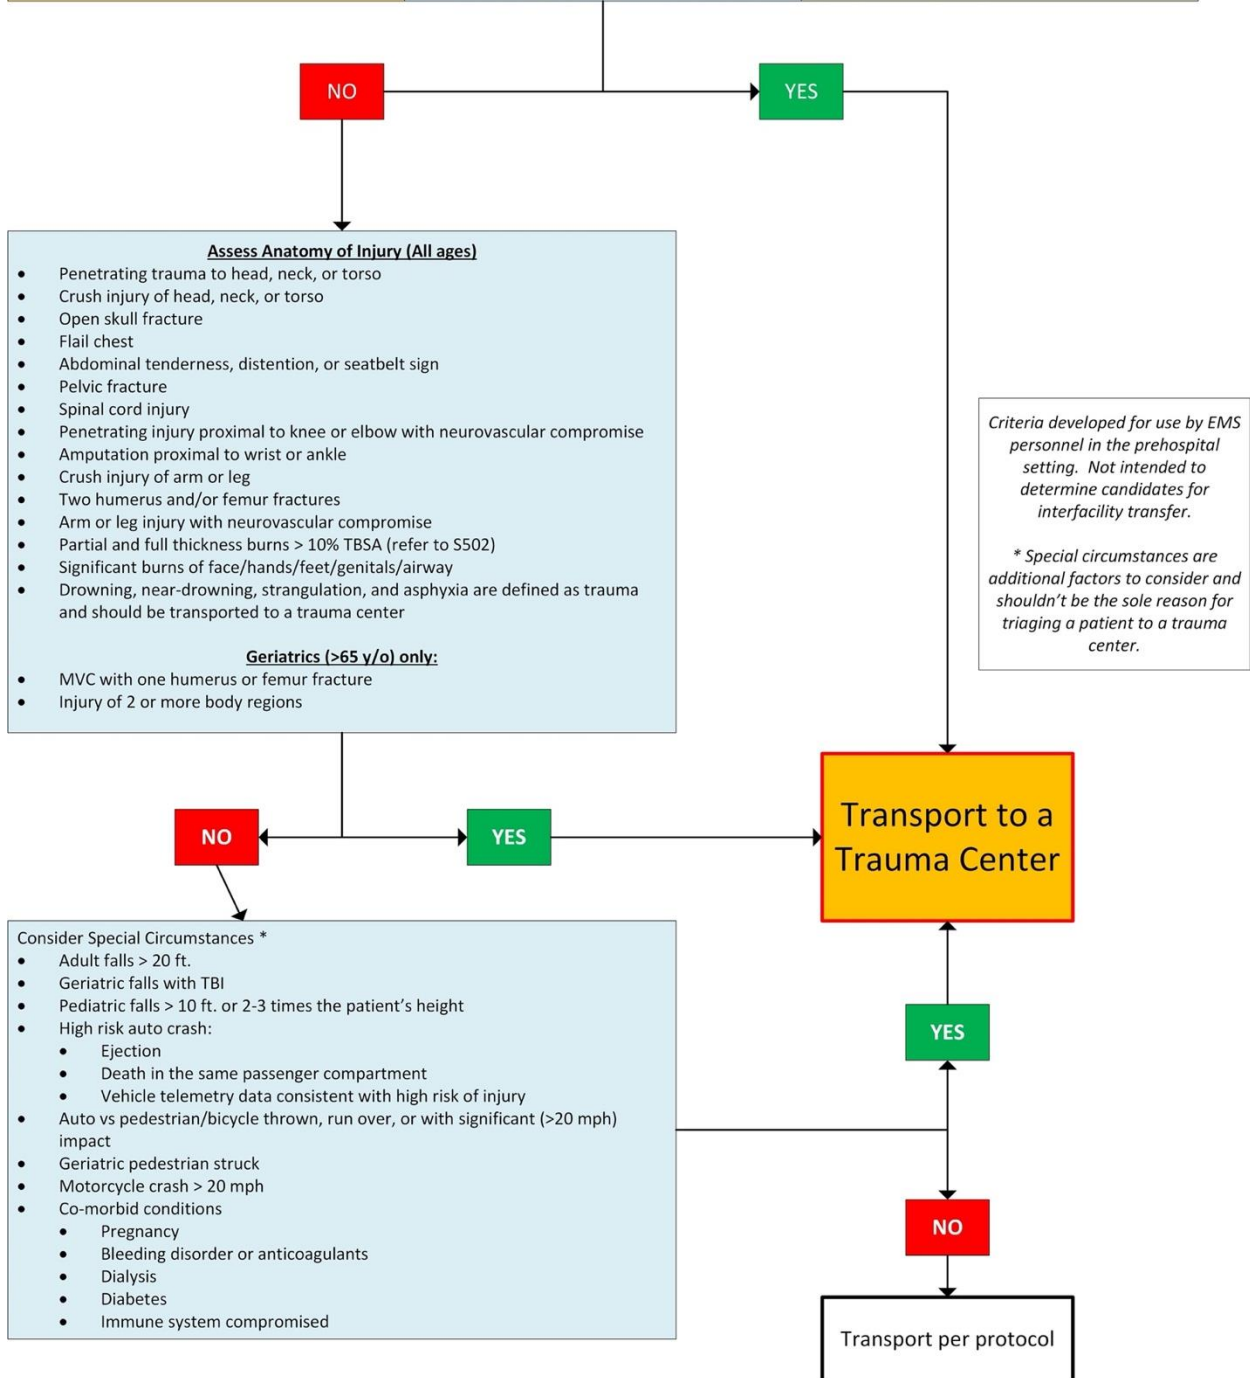 NO
YES
Assess Anatomy of Injury (All ages)
• Penetrating trauma to head, neck, or torso
• Crush injury of head, neck, or torso
• Open skull fracture
• Flail chest
• Abdominal tenderness, distention, or seatbelt sign
• Pelvic fracture
• Spinal cord injury
• Penetrating injury proximal to knee or elbow with neurovascular compromise
• Amputation proximal to wrist or ankle
• Crush injury of arm or leg
• Two humerus and/or femur fractures
• Arm or leg injury with neurovascular compromise
• Partial and full thickness burns > 10% TBSA (refer to S502)
• Significant burns of face/hands/feet/genitals/airway
• Drowning, near-drowning, strangulation, and asphyxia are defined as trauma
and should be transported to a trauma center
Geriatrics (>65 y/o) only:
• MVC with one humerus or femur fracture
• Injury of 2 or more body regions
Criteria developed for use by EMS
personnel in the prehospital
setting. Not intended to
determine candidates for
interfacility transfer.
* Special circumstances are
additional factors to consider and
shouldn't be the sole reason for
triaging a patient to a trauma
center.
NO
YES
Transport to a
Trauma Center
Consider Special Circumstances *
• Adult falls > 20 ft.
• Geriatric falls with TBI
• Pediatric falls > 10 ft. or 2-3 times the patient's height
• High risk auto crash:
• Ejection
• Death in the same passenger compartment
• Vehicle telemetry data consistent with high risk of injury
• Auto vs pedestrian/bicycle thrown, run over, or with significant (>20 mph)
impact
• Geriatric pedestrian struck
• Motorcycle crash > 20 mph
• Co-morbid conditions
• Pregnancy
• Bleeding disorder or anticoagulants
• Dialysis
• Diabetes
• Immune system compromised
YES
NO
Transport per protocol